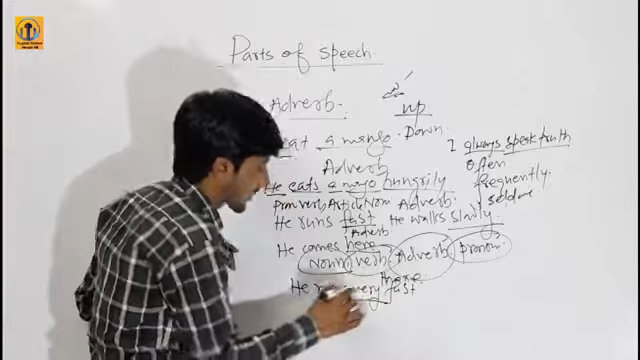 Parts of speech.
Adverb.
up
eat a mango. Down.
I always speak truth
Adverb
often
He eats a mago hungrily
frequently.
seldom
Pronverb Article Noun Adverb.
He runs fast He walks slowly
Adverb.
He comes here
Noun verb Adverb pronoun.
there
He very fast